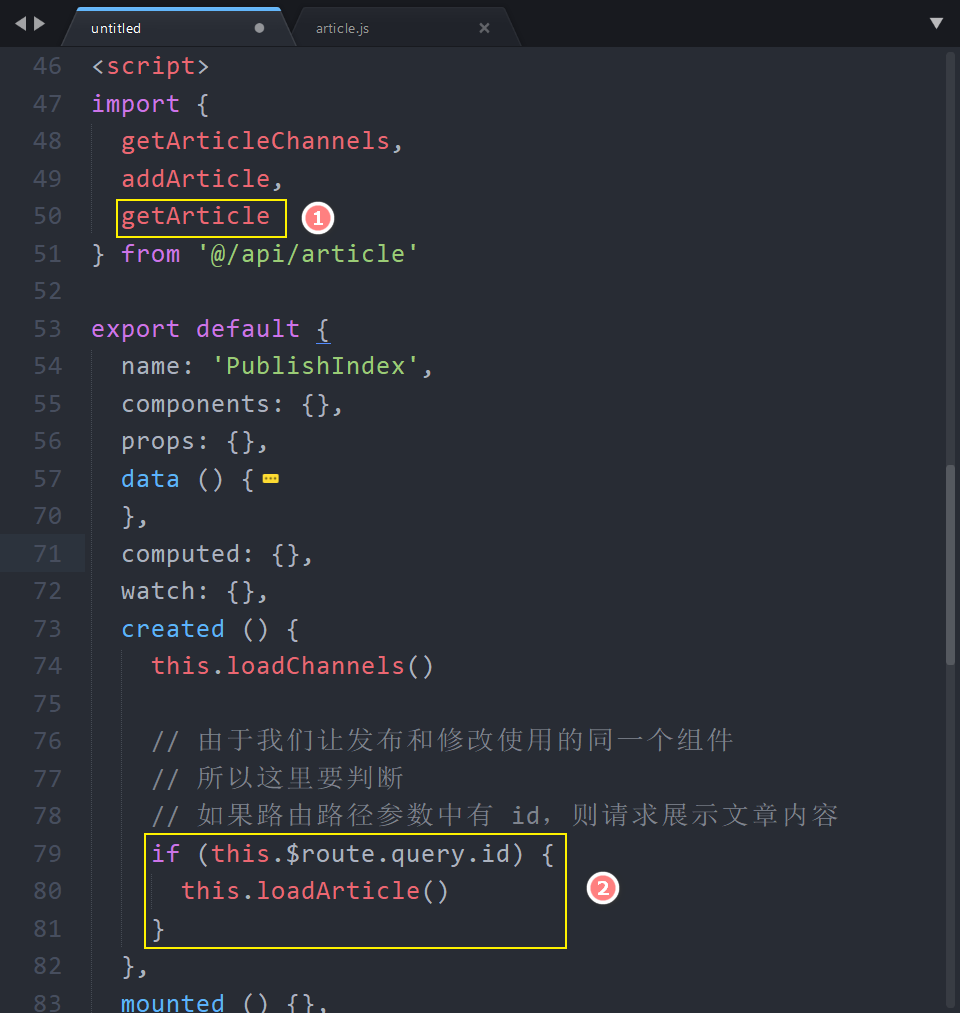 untitled article.js
46 <script>
47 import {
48 getArticleChannels,
49 addArticle,
50 getArticle 1
51 } from '@/api/article'
52
53 export default {
54 name: 'PublishIndex',
55 components: {},
56 props: {},
57 data () {
70 },
71 computed: {},
72 watch: {},
73 created () {
74 this.loadChannels()
75
76 // 由于我们让发布和修改使用的同一个组件
77 // 所以这里要判断
78 // 如果路由路径参数中有 id，则请求展示文章内容
79 if (this.$route.query.id) {
80 this.loadArticle() 2
81 }
82 },
83 mounted () {},